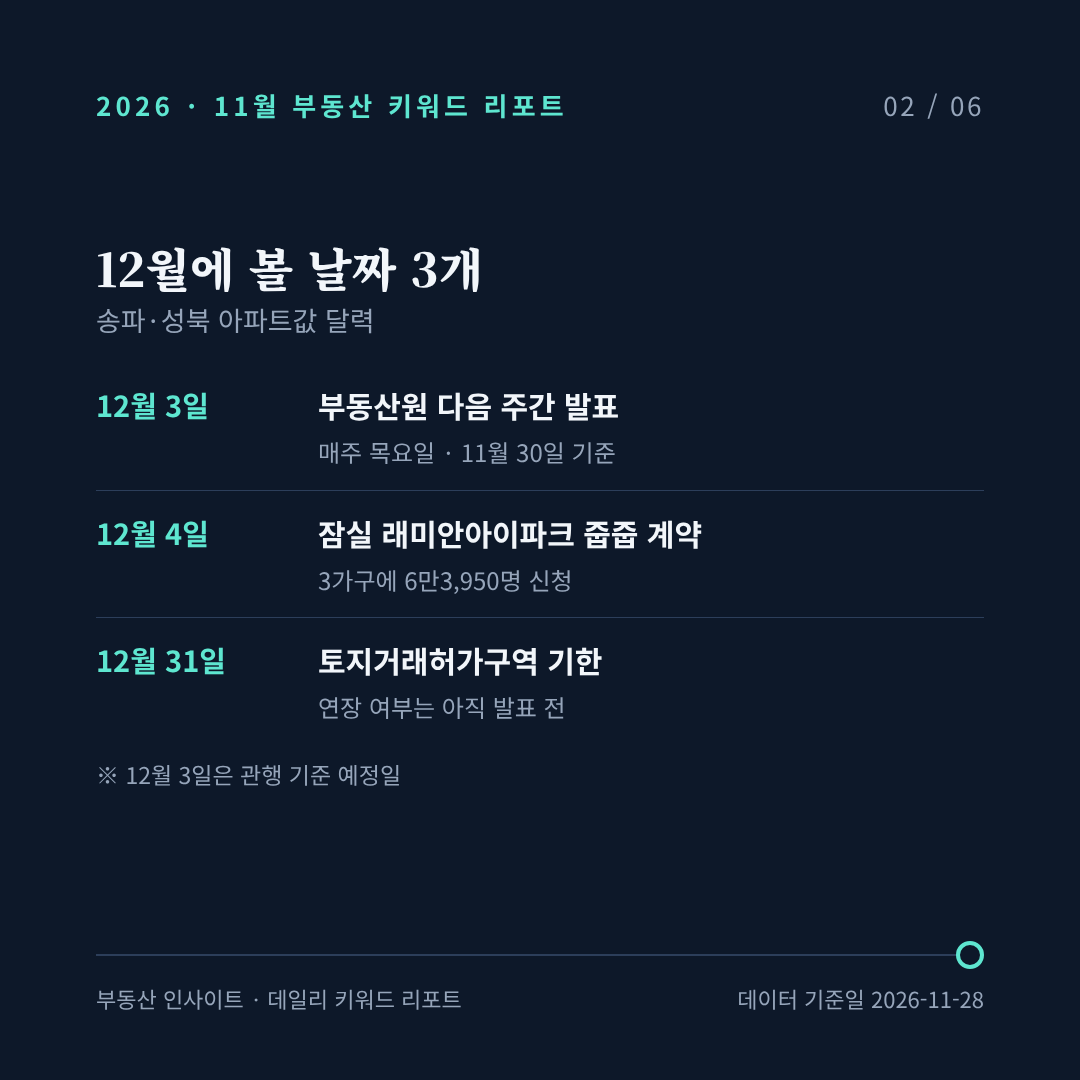 2026 · 11월 부동산 키워드 리포트
02 / 06
12월에 볼 날짜 3개
송파·성북 아파트값 달력
12월 3일
부동산원 다음 주간 발표
매주 목요일 · 11월 30일 기준
12월 4일
잠실 래미안아이파크 줍줍 계약
3가구에 6만3,950명 신청
12월 31일
토지거래허가구역 기한
연장 여부는 아직 발표 전
※ 12월 3일은 관행 기준 예정일
부동산 인사이트 · 데일리 키워드 리포트
데이터 기준일 2026-11-28